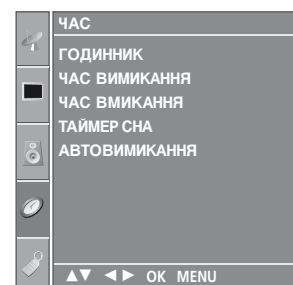 ЧАС
ГОДИННИК
ЧАС ВИМИКАННЯ
ЧАС ВМИКАННЯ
ТАЙМЕР СНА
АВТОВИМИКАННЯ
▲▼ ◄► OK MENU